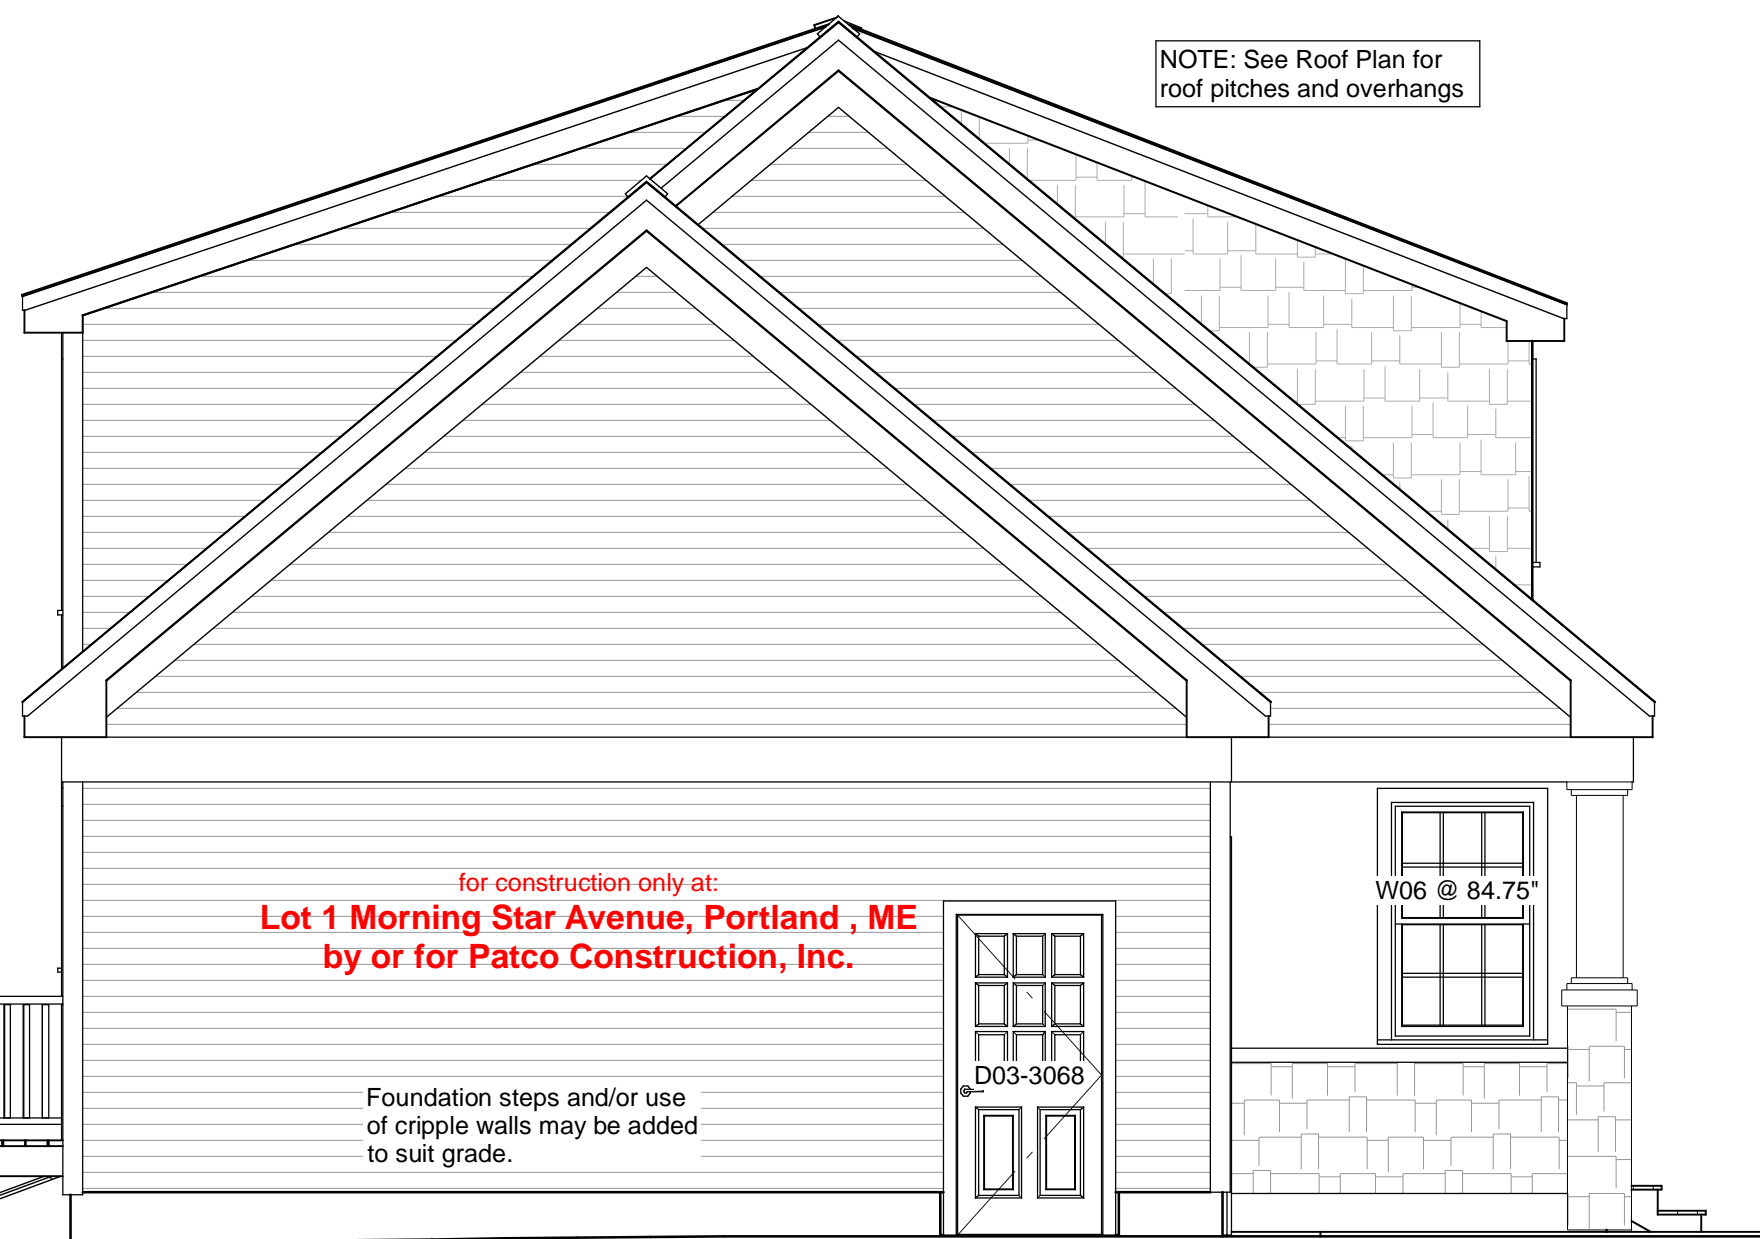 NOTE: See Roof Plan for
roof pitches and overhangs
for construction only at:
Lot 1 Morning Star Avenue, Portland , ME
by or for Patco Construction, Inc.
W06 @ 84.75"
D03-3068
Foundation steps and/or use
of cripple walls may be added
to suit grade.